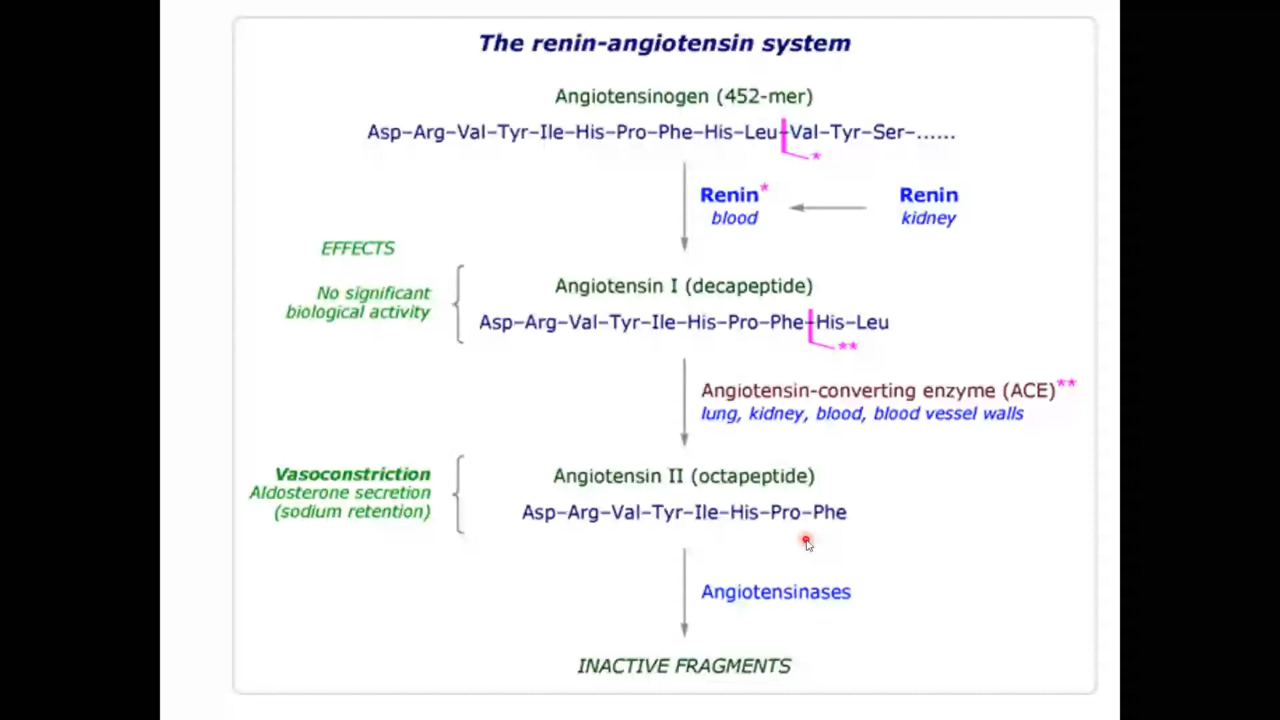 The renin-angiotensin system
Angiotensinogen (452-mer)
Asp–Arg–Val–Tyr–Ile–His–Pro–Phe–His–Leu–Val–Tyr–Ser–......
*
Renin* Renin
blood kidney
EFFECTS
Angiotensin I (decapeptide)
No significant
biological activity
Asp–Arg–Val–Tyr–Ile–His–Pro–Phe–His–Leu
**
Angiotensin-converting enzyme (ACE)**
lung, kidney, blood, blood vessel walls
Vasoconstriction
Aldosterone secretion
(sodium retention)
Angiotensin II (octapeptide)
Asp–Arg–Val–Tyr–Ile–His–Pro–Phe
Angiotensinases
INACTIVE FRAGMENTS